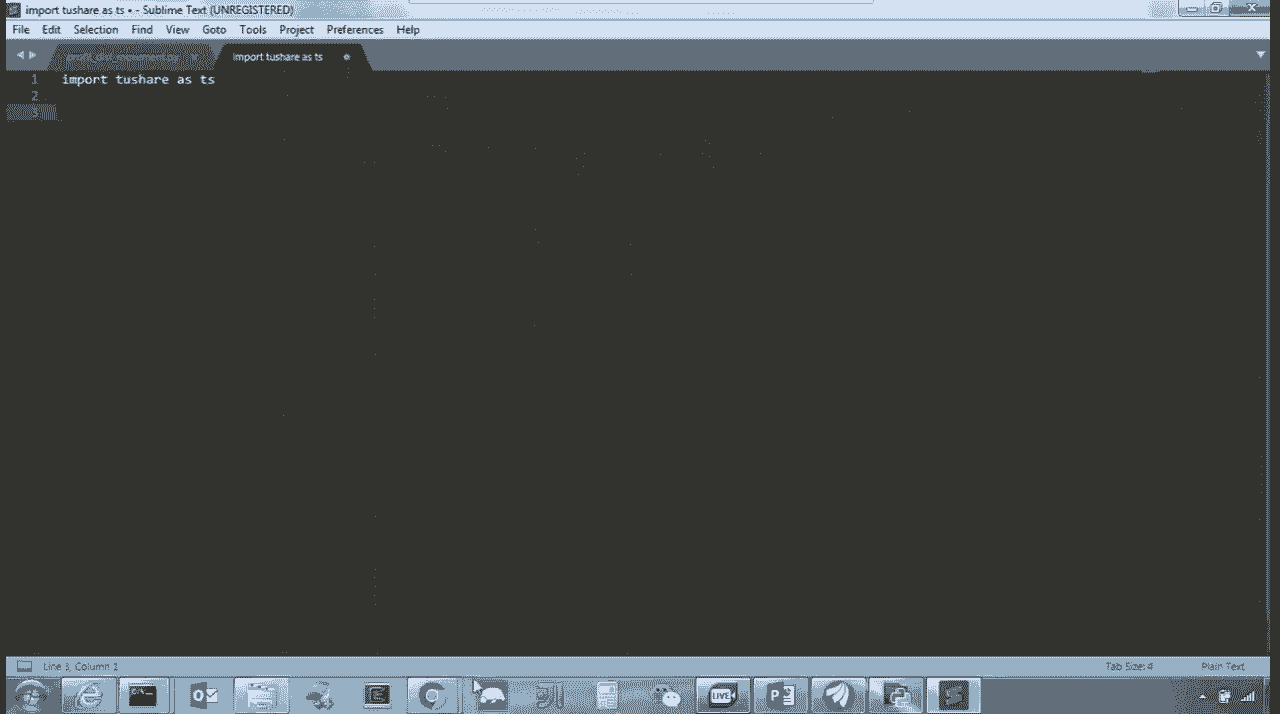 import tushare as ts • - Sublime Text (UNREGISTERED)
File Edit Selection Find View Goto Tools Project Preferences Help
import tushare as ts
1 import tushare as ts
2
3
Line 3, Column 1
Tab Size: 4 Plain Text
LIVE